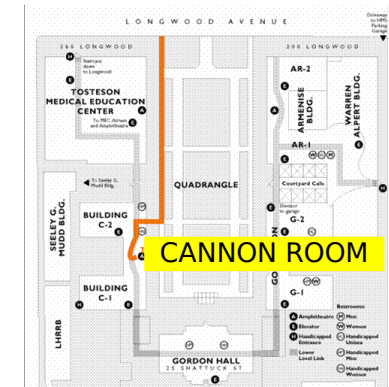 LONGWOOD AVENUE
Driveway
to HMS
Parking
Garage
260 LONGWOOD
200 LONGWOOD
Staircase
down
to Longwood
H
E
TOSTESON
MEDICAL EDUCATION
CENTER
To MEC Atrium
and Amphitheatre
E
A
AR-2
E
ARMENISE
BLDG.
WARREN
ALPERT BLDG.
A
E
AR-1
E
W
M
To Seeley G.
Mudd Bldg.
QUADRANGLE
Courtyard Cafe
H
SEELEY G.
MUDD BLDG.
BUILDING
C-2
E
E
Elevator
to garage
G-2
CANNON ROOM
BUILDING
C-1
H
E
G-1
E
LHRRB
GORDON HALL
25 SHATTUCK ST.
E
A Amphitheatre
E Elevator
H Handicapped
Entrance
Lower
Level Link
Restrooms:
M Men
W Women
Handicapped
Unisex
Handicapped
Men
Handicapped
Women